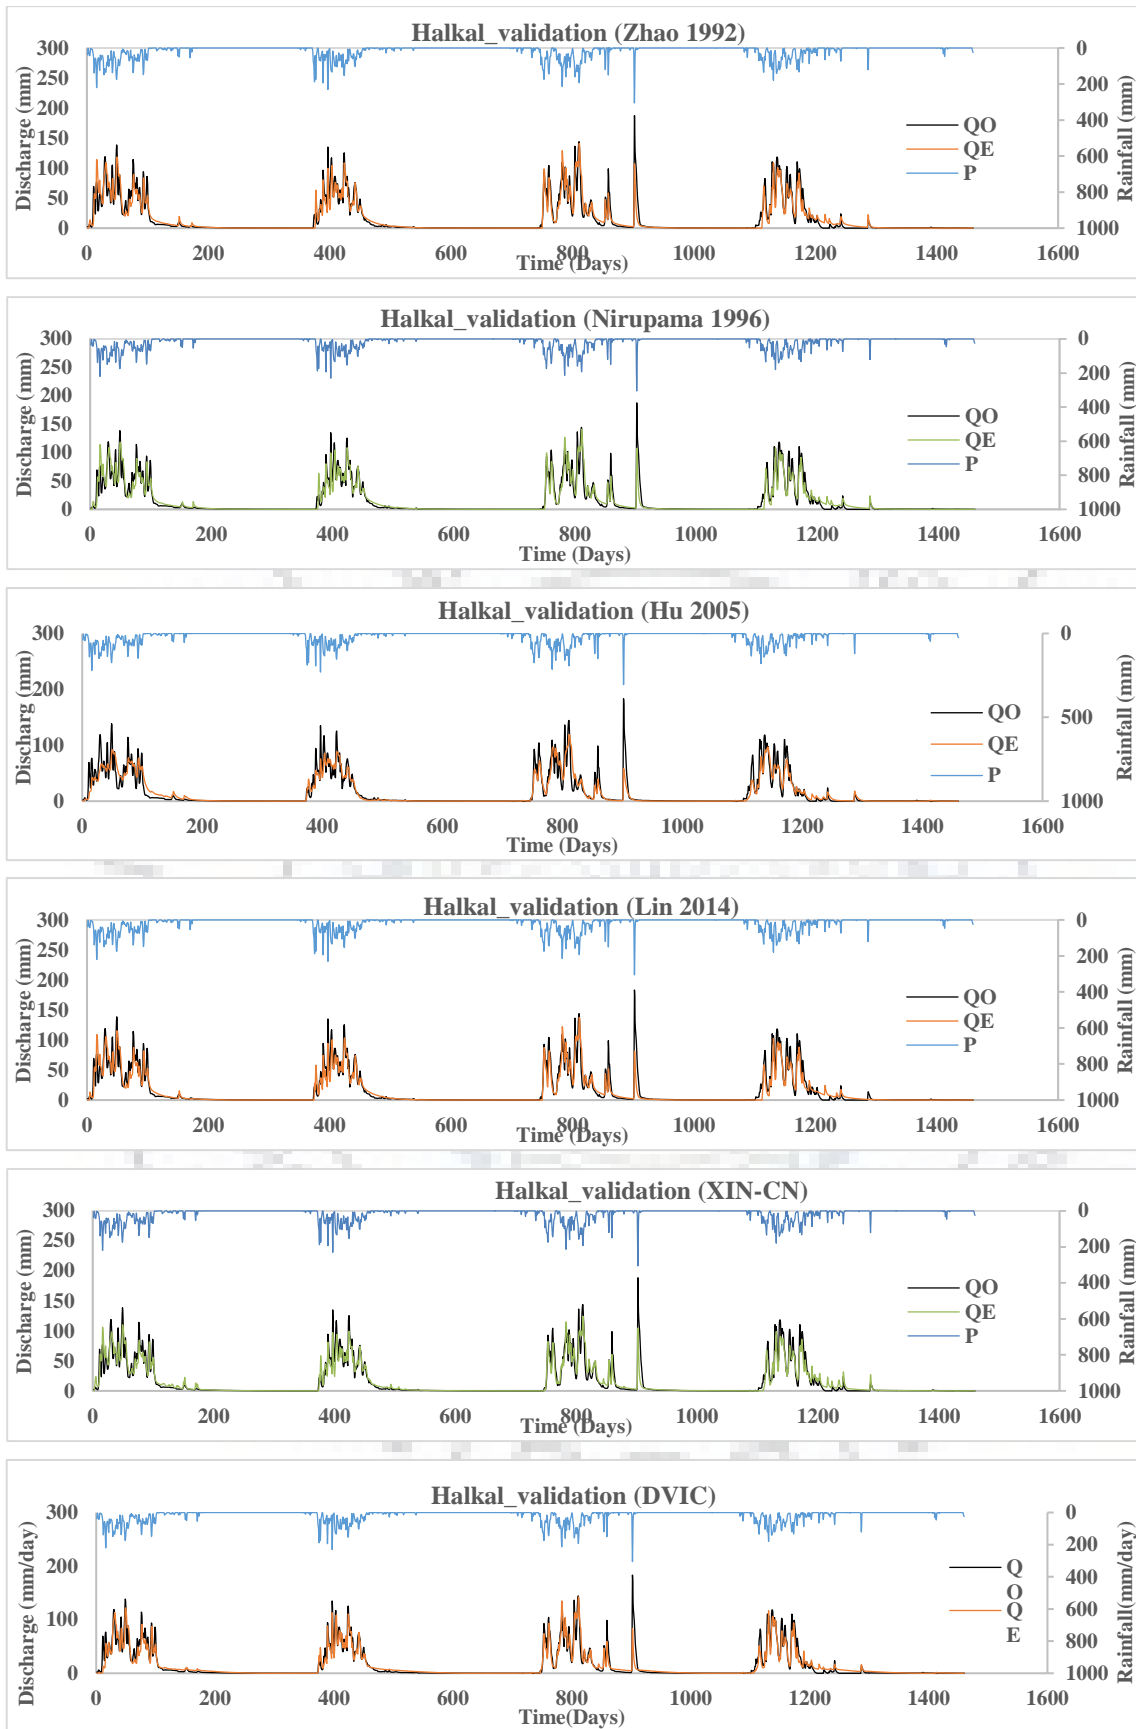 Halkal_validation (Zhao 1992)
Discharge (mm)
300
250
200
150
100
50
0
0 200 400 600 800 1000 1200 1400 1600
Time (Days)
0
200
400
600
800
1000
Rainfall (mm)
QO
QE
P
Halkal_validation (Nirupama 1996)
Discharge (mm)
300
250
200
150
100
50
0
0 200 400 600 800 1000 1200 1400 1600
Time (Days)
0
200
400
600
800
1000
Rainfall (mm)
QO
QE
P
Halkal_validation (Hu 2005)
Discharg (mm)
300
200
100
0
0 200 400 600 800 1000 1200 1400 1600
Time (Days)
0
500
1000
Rainfall (mm)
QO
QE
P
Halkal_validation (Lin 2014)
Discharge (mm)
300
250
200
150
100
50
0
0 200 400 600 800 1000 1200 1400 1600
Time (Days)
0
200
400
600
800
1000
Rainfall (mm)
QO
QE
P
Halkal_validation (XIN-CN)
Discharge (mm)
300
250
200
150
100
50
0
0 200 400 600 800 1000 1200 1400 1600
Time (Days)
0
200
400
600
800
1000
Rainfall (mm)
QO
QE
P
Halkal_validation (DVIC)
Discharge (mm/day)
300
200
100
0
0 200 400 600 800 1000 1200 1400 1600
Time(Days)
0
200
400
600
800
1000
Rainfall(mm/day)
Q
O
Q
E